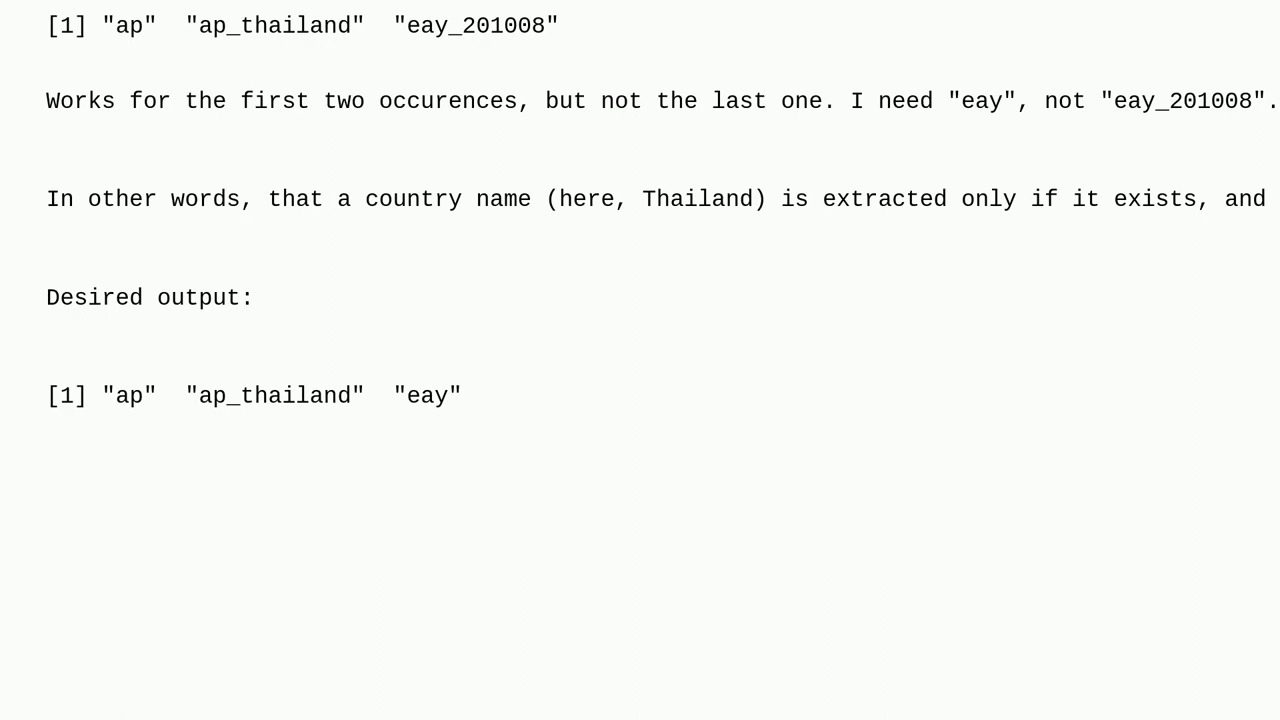 [1] "ap"  "ap_thailand"  "eay_201008"
Works for the first two occurences, but not the last one. I need "eay", not "eay_201008".
In other words, that a country name (here, Thailand) is extracted only if it exists, and
Desired output:
[1] "ap"  "ap_thailand"  "eay"